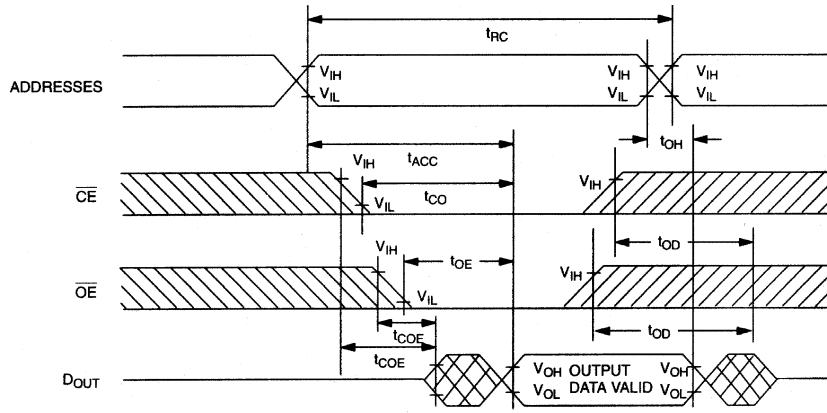 tRC
ADDRESSES
VIH VIH VIH
VIL VIL VIL
tOH
tACC
VIH
CE
VIH
tCO
VIL
tOD
VIH
OE
tOE
VIH
VIL
tCOE
tOD
tCOE
DOUT
VOH OUTPUT VOH
VOL DATA VALID VOL